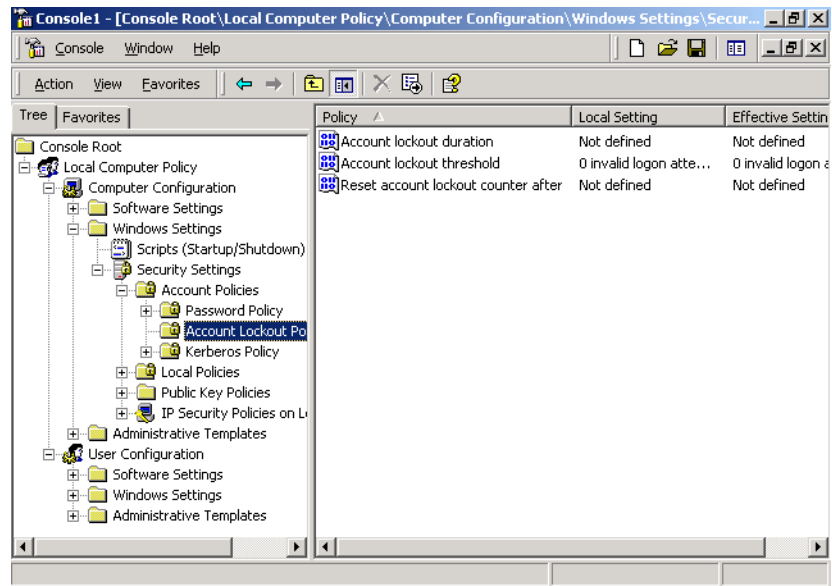 Console1 - [Console Root\Local Computer Policy\Computer Configuration\Windows Settings\Secur...
Console Window Help
Action View Favorites
Tree Favorites
Console Root
Local Computer Policy
Computer Configuration
Software Settings
Windows Settings
Scripts (Startup/Shutdown)
Security Settings
Account Policies
Password Policy
Account Lockout Po
Kerberos Policy
Local Policies
Public Key Policies
IP Security Policies on L
Administrative Templates
User Configuration
Software Settings
Windows Settings
Administrative Templates
Policy Local Setting Effective Settin
Account lockout duration Not defined Not defined
Account lockout threshold 0 invalid logon atte... 0 invalid logon a
Reset account lockout counter after Not defined Not defined